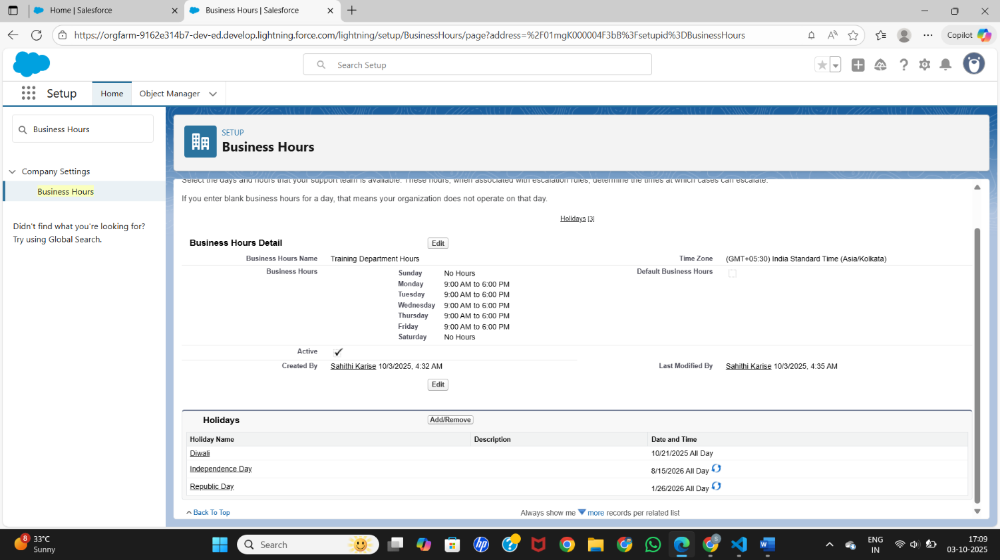 Home | Salesforce
Business Hours | Salesforce
https://orgfarm-9162e314b7-dev-ed.develop.lightning.force.com/lightning/setup/BusinessHours/page?address=%2F01mgK000004F3bB%3Fsetupid%3DBusinessHours
Copilot
Search Setup
Setup
Home
Object Manager
Business Hours
SETUP
Business Hours
Company Settings
Business Hours
Didn't find what you're looking for?
Try using Global Search.
Select the days and hours that your support team is available. These hours, when associated with escalation rules, determine the times at which cases can escalate.
If you enter blank business hours for a day, that means your organization does not operate on that day.
Holidays [3]
Business Hours Detail Edit
Business Hours Name Training Department Hours Time Zone (GMT+05:30) India Standard Time (Asia/Kolkata)
Business Hours Default Business Hours
Sunday No Hours
Monday 9:00 AM to 6:00 PM
Tuesday 9:00 AM to 6:00 PM
Wednesday 9:00 AM to 6:00 PM
Thursday 9:00 AM to 6:00 PM
Friday 9:00 AM to 6:00 PM
Saturday No Hours
Active
Created By Sahithi Karise 10/3/2025, 4:32 AM Last Modified By Sahithi Karise 10/3/2025, 4:35 AM
Edit
Holidays Add/Remove
Holiday Name Description Date and Time
Diwali 10/21/2025 All Day
Independence Day 8/15/2026 All Day
Republic Day 1/26/2026 All Day
Back To Top Always show me more records per related list
8
33°C
Sunny
Search
hp
S
ENG
IN
17:09
03-10-2025